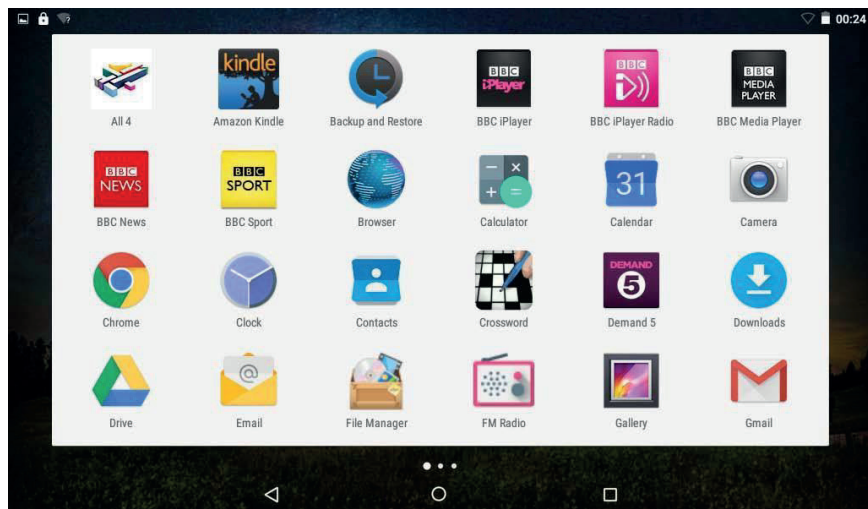 00:24
kindle
BBC
iPlayer
BBC
BBC
MEDIA
PLAYER
All 4
Amazon Kindle
Backup and Restore
BBC iPlayer
BBC iPlayer Radio
BBC Media Player
BBC
NEWS
BBC
SPORT
31
BBC News
BBC Sport
Browser
Calculator
Calendar
Camera
DEMAND
5
Chrome
Clock
Contacts
Crossword
Demand 5
Downloads
@
Drive
Email
File Manager
FM Radio
Gallery
Gmail